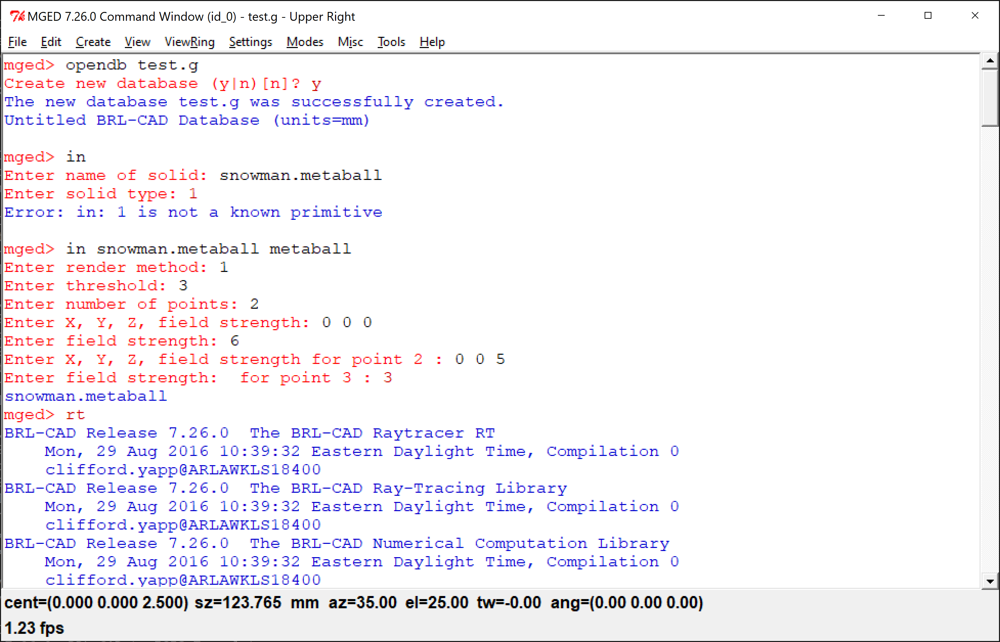 MGED 7.26.0 Command Window (id_0) - test.g - Upper Right
File Edit Create View ViewRing Settings Modes Misc Tools Help
mged> opendb test.g
Create new database (y|n)[n]? y
The new database test.g was successfully created.
Untitled BRL-CAD Database (units=mm)
mged> in
Enter name of solid: snowman.metaball
Enter solid type: 1
Error: in: 1 is not a known primitive
mged> in snowman.metaball metaball
Enter render method: 1
Enter threshold: 3
Enter number of points: 2
Enter X, Y, Z, field strength: 0 0 0
Enter field strength: 6
Enter X, Y, Z, field strength for point 2 : 0 0 5
Enter field strength:  for point 3 : 3
snowman.metaball
mged> rt
BRL-CAD Release 7.26.0  The BRL-CAD Raytracer RT
    Mon, 29 Aug 2016 10:39:32 Eastern Daylight Time, Compilation 0
    clifford.yapp@ARLAWKLS18400
BRL-CAD Release 7.26.0  The BRL-CAD Ray-Tracing Library
    Mon, 29 Aug 2016 10:39:32 Eastern Daylight Time, Compilation 0
    clifford.yapp@ARLAWKLS18400
BRL-CAD Release 7.26.0  The BRL-CAD Numerical Computation Library
    Mon, 29 Aug 2016 10:39:32 Eastern Daylight Time, Compilation 0
    clifford.yapp@ARLAWKLS18400
cent=(0.000 0.000 2.500) sz=123.765  mm  az=35.00  el=25.00  tw=-0.00  ang=(0.00 0.00 0.00)
1.23 fps